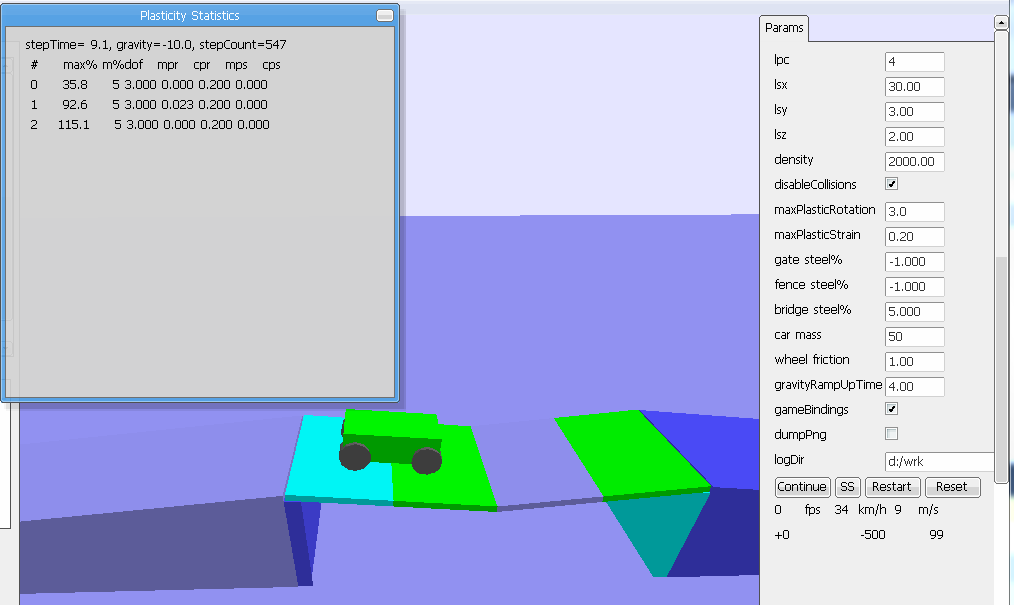 Plasticity Statistics
stepTime= 9.1, gravity=-10.0, stepCount=547
# max% m%dof mpr cpr mps cps
0 35.8 5 3.000 0.000 0.200 0.000
1 92.6 5 3.000 0.023 0.200 0.000
2 115.1 5 3.000 0.000 0.200 0.000
Params
lpc 4
lsx 30.00
lsy 3.00
lsz 2.00
density 2000.00
disableCollisions
maxPlasticRotation 3.0
maxPlasticStrain 0.20
gate steel% -1.000
fence steel% -1.000
bridge steel% 5.000
car mass 50
wheel friction 1.00
gravityRampUpTime 4.00
gameBindings
dumpPng
logDir d:/wrk
Continue SS Restart Reset
0 fps 34 km/h 9 m/s
+0 -500 99